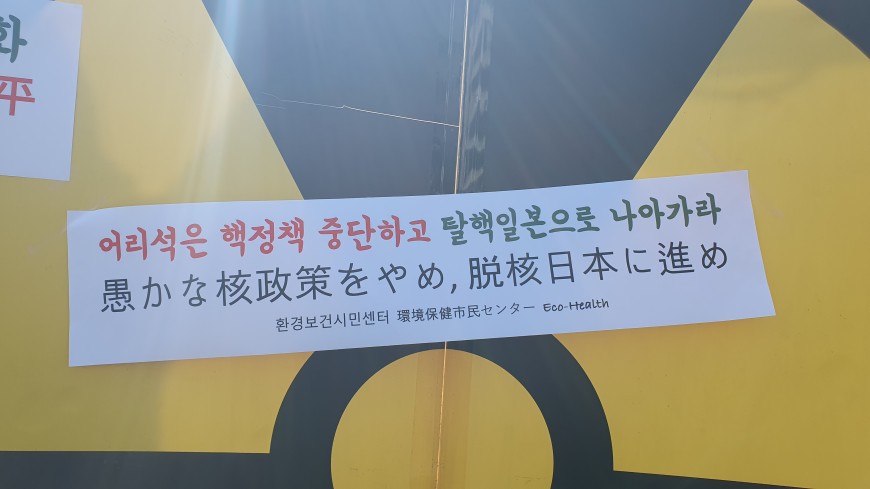 화
平
어리석은 핵정책 중단하고 탈핵일본으로 나아가라
愚かな核政策をやめ, 脱核日本に進め
환경보건시민센터 環境保健市民センター Eco-Health